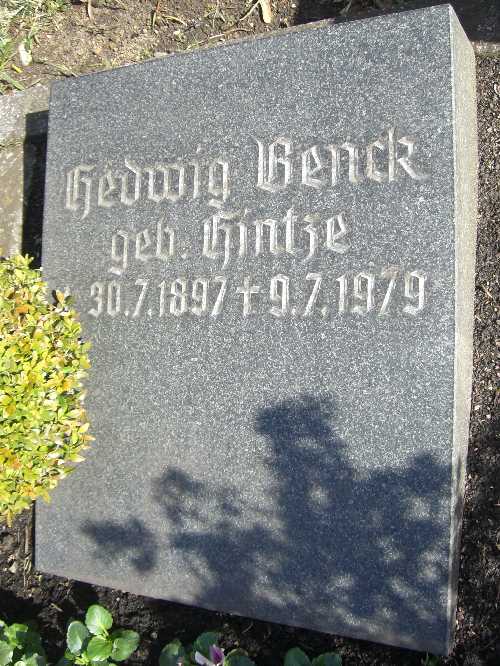 Hedwig Benck
geb. Hintze
* 30.7.1897 † 9.7.1979